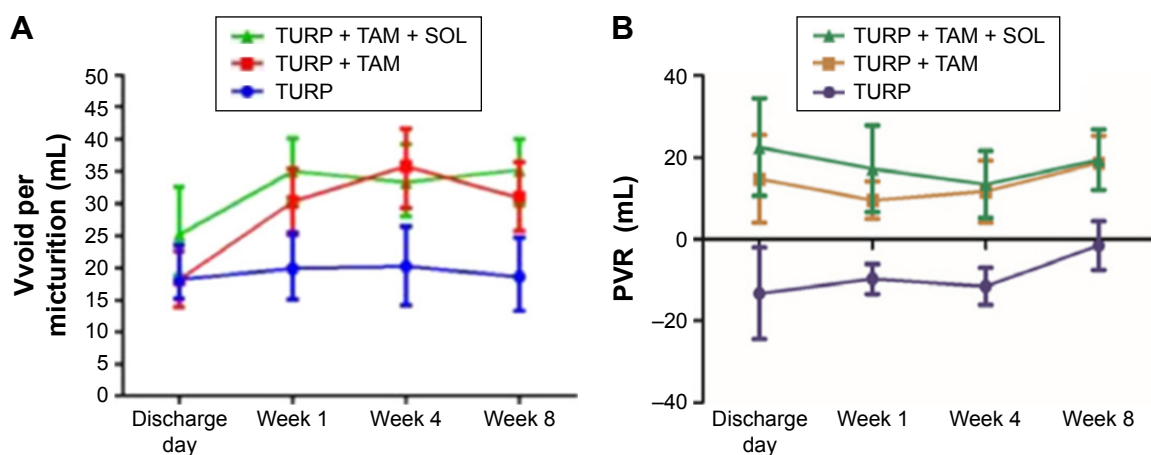 A
TURP + TAM + SOL
TURP + TAM
TURP
Vvoid per
micturition (mL)
50
45
40
35
30
25
20
15
10
5
0
Discharge
day
Week 1
Week 4
Week 8
B
TURP + TAM + SOL
TURP + TAM
TURP
PVR (mL)
40
20
0
–20
–40
Discharge
day
Week 1
Week 4
Week 8